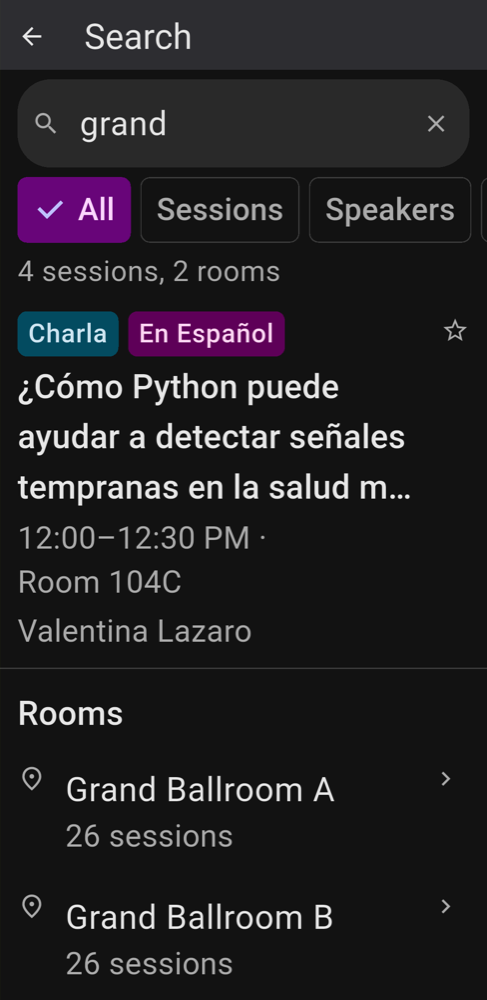 Search
grand
All Sessions Speakers
4 sessions, 2 rooms
Charla En Español
¿Cómo Python puede
ayudar a detectar señales
tempranas en la salud m...
12:00–12:30 PM ·
Room 104C
Valentina Lazaro
Rooms
Grand Ballroom A
26 sessions
Grand Ballroom B
26 sessions